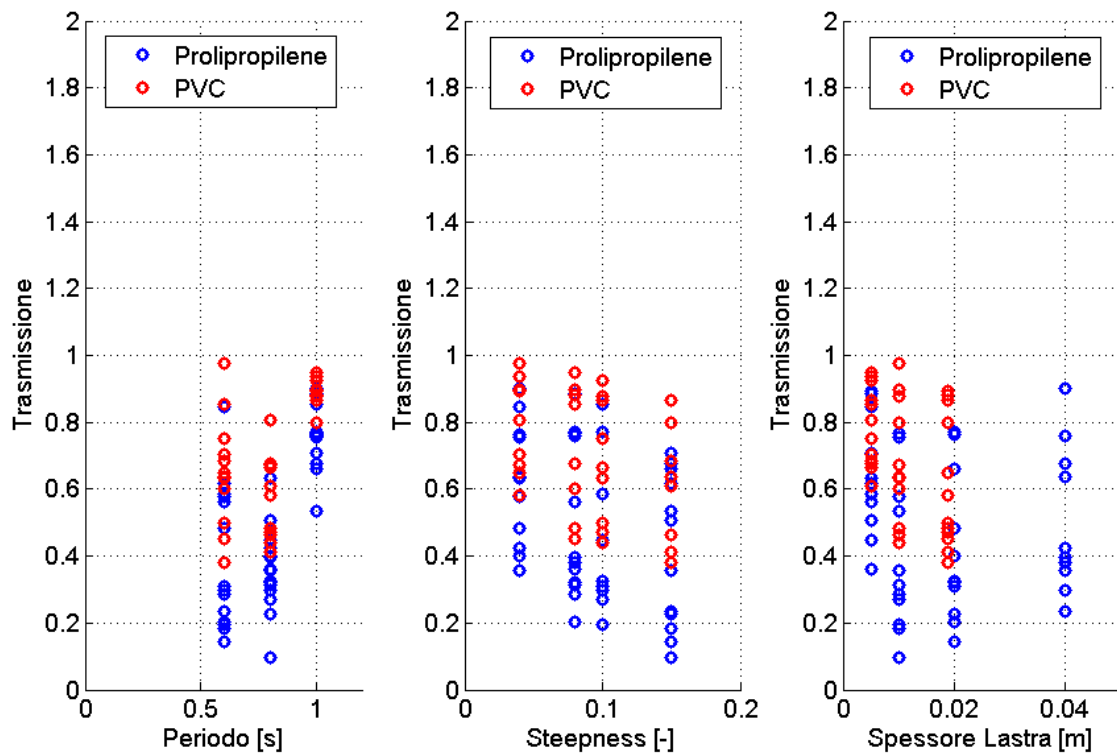 Trasmissione
2
1.8
1.6
1.4
1.2
1
0.8
0.6
0.4
0.2
0
Prolipropilene
PVC
0 0.5 1
Periodo [s]
Trasmissione
2
1.8
1.6
1.4
1.2
1
0.8
0.6
0.4
0.2
0
Prolipropilene
PVC
0 0.1 0.2
Steepness [-]
Trasmissione
2
1.8
1.6
1.4
1.2
1
0.8
0.6
0.4
0.2
0
Prolipropilene
PVC
0 0.02 0.04
Spessore Lastra [m]